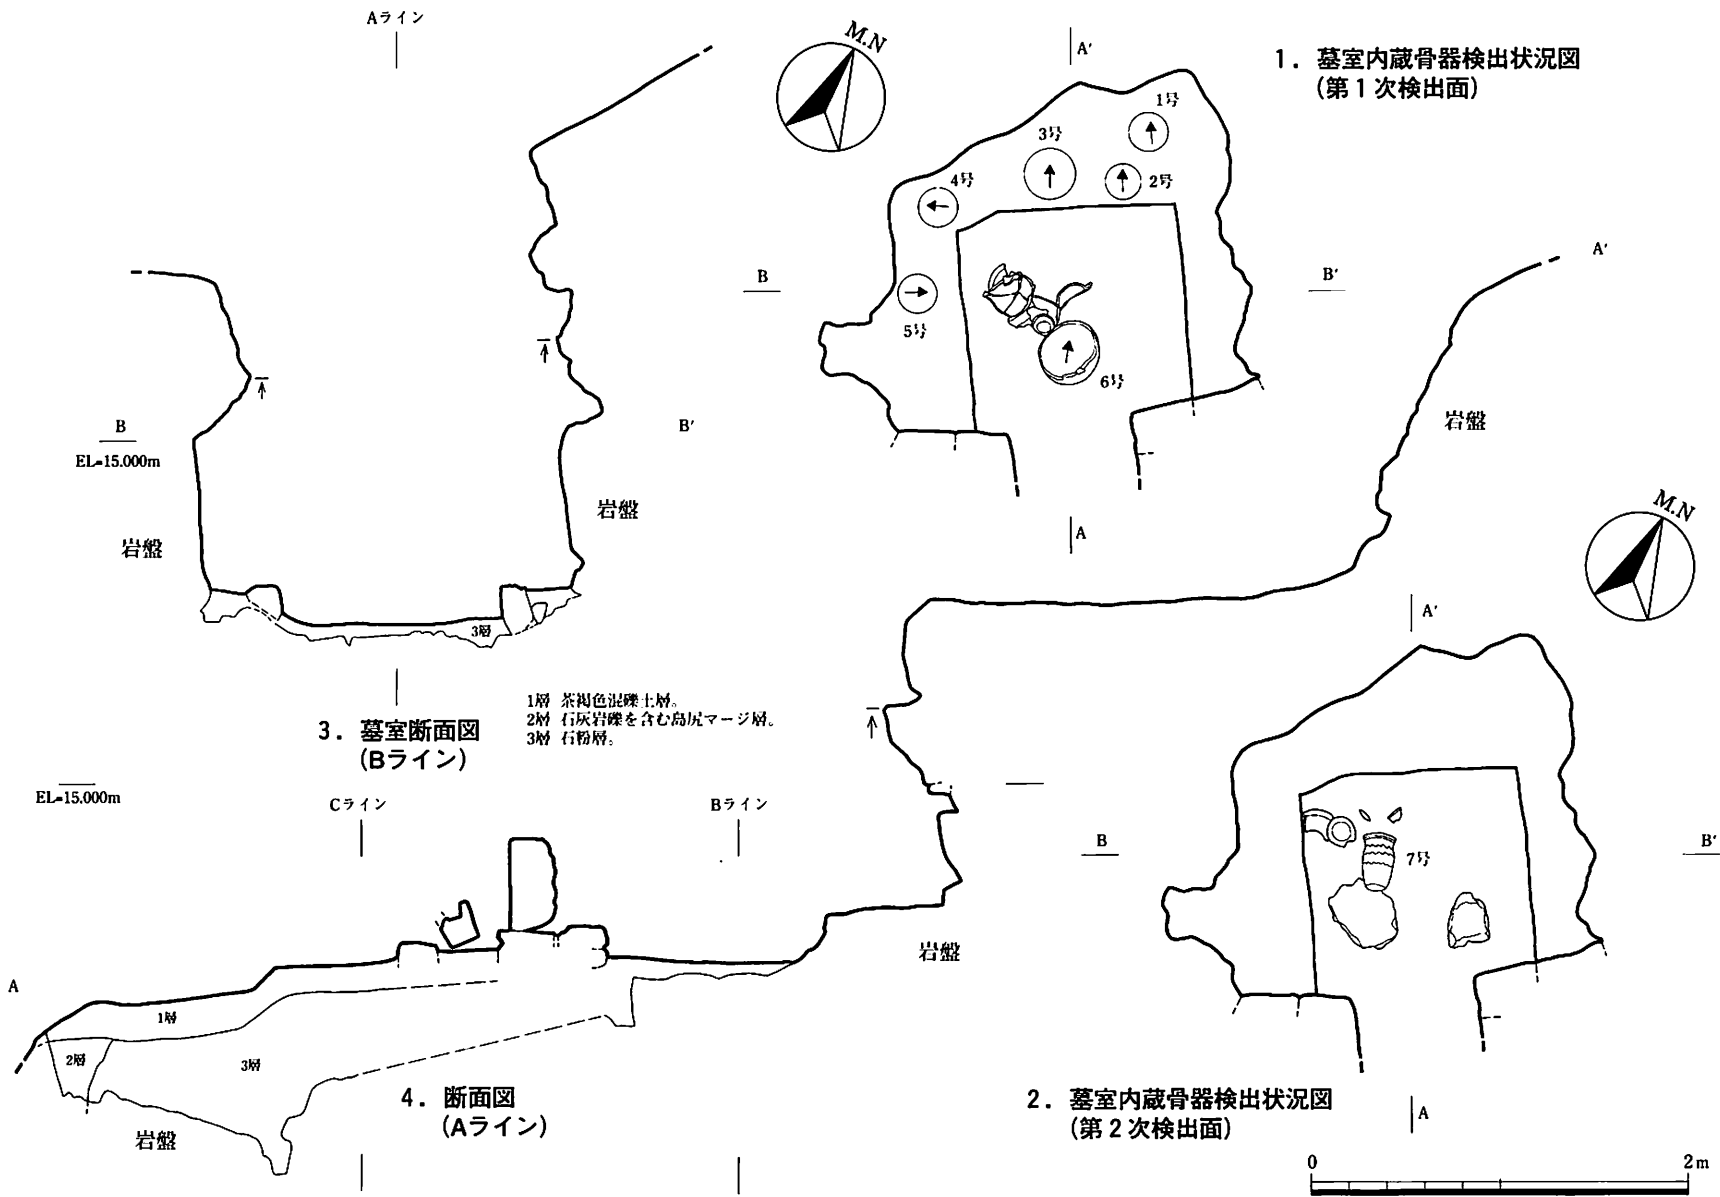 Aライン
M.N
A'
1．墓室内蔵骨器検出状況図
(第1次検出面)
1号
3号
2号
4号
B
B'
5号
6号
A
A'
岩盤
B
EL=15.000m
B'
岩盤
岩盤
3層
M.N
3．墓室断面図
(Bライン)
1層 茶褐色混礫土層。
2層 石灰岩礫を含む島尻マージ層。
3層 石粉層。
A'
EL=15.000m
Cライン
Bライン
B
B'
7号
岩盤
A
1層
2層
3層
岩盤
4．断面図
(Aライン)
2．墓室内蔵骨器検出状況図
(第2次検出面)
A
0
2m